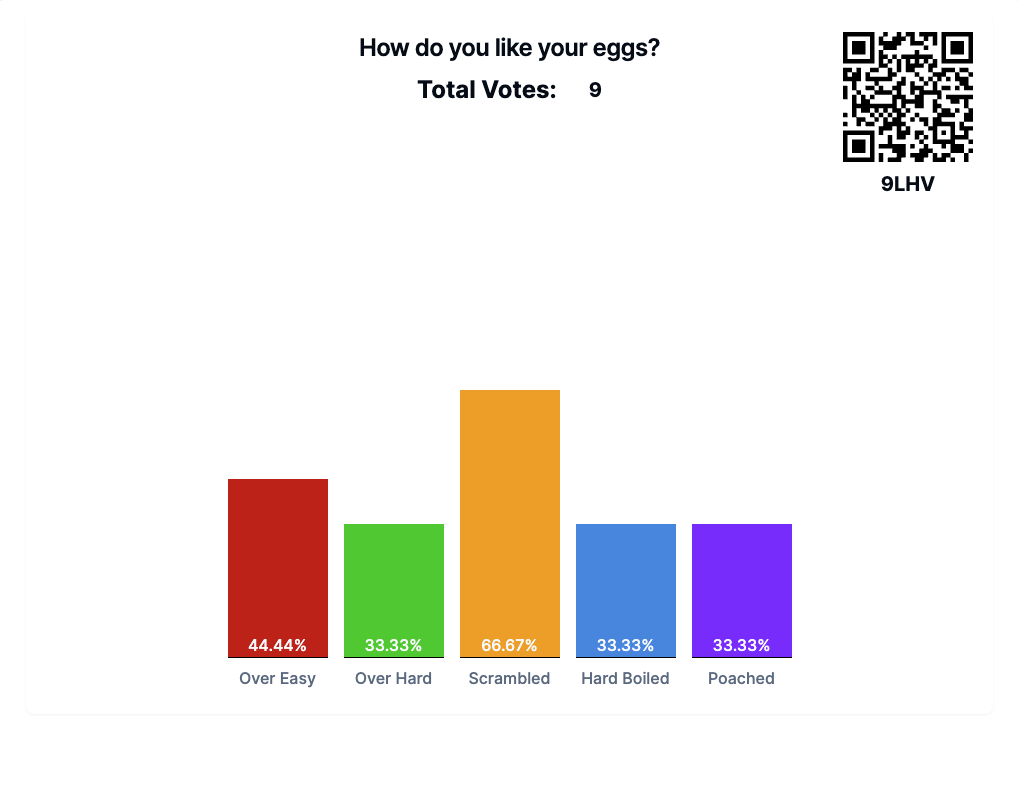 How do you like your eggs?
Total Votes: 9
9LHV
44.44% 33.33% 66.67% 33.33% 33.33%
Over Easy Over Hard Scrambled Hard Boiled Poached